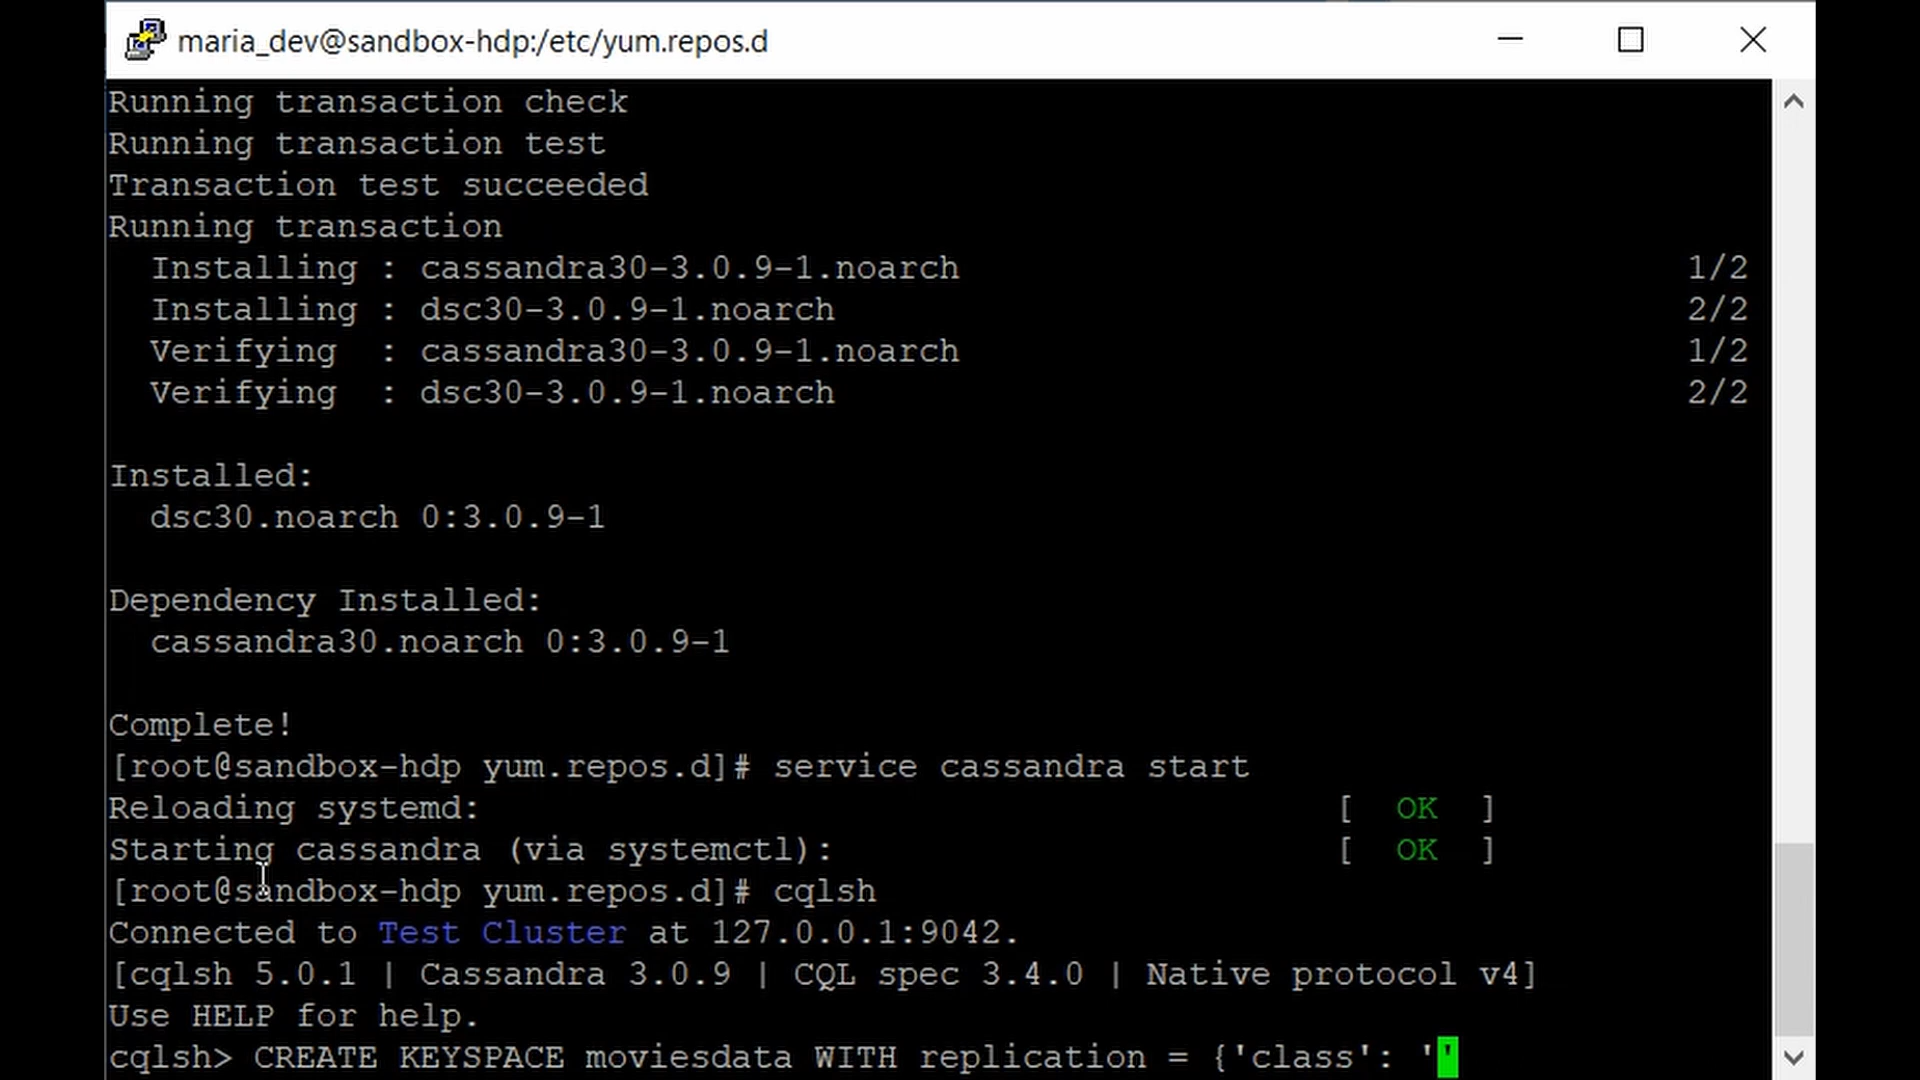 maria_dev@sandbox-hdp:/etc/yum.repos.d
Running transaction check
Running transaction test
Transaction test succeeded
Running transaction
  Installing : cassandra30-3.0.9-1.noarch 1/2
  Installing : dsc30-3.0.9-1.noarch 2/2
  Verifying  : cassandra30-3.0.9-1.noarch 1/2
  Verifying  : dsc30-3.0.9-1.noarch 2/2
Installed:
  dsc30.noarch 0:3.0.9-1
Dependency Installed:
  cassandra30.noarch 0:3.0.9-1
Complete!
[root@sandbox-hdp yum.repos.d]# service cassandra start
Reloading systemd: [  OK  ]
Starting cassandra (via systemctl): [  OK  ]
[root@sandbox-hdp yum.repos.d]# cqlsh
Connected to Test Cluster at 127.0.0.1:9042.
[cqlsh 5.0.1 | Cassandra 3.0.9 | CQL spec 3.4.0 | Native protocol v4]
Use HELP for help.
cqlsh> CREATE KEYSPACE moviesdata WITH replication = {'class': ''